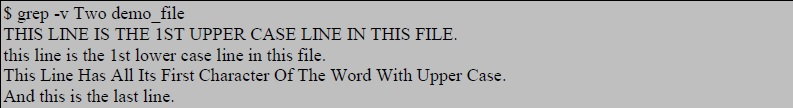 $ grep -v Two demo_file
THIS LINE IS THE 1ST UPPER CASE LINE IN THIS FILE.
this line is the 1st lower case line in this file.
This Line Has All Its First Character Of The Word With Upper Case.
And this is the last line.